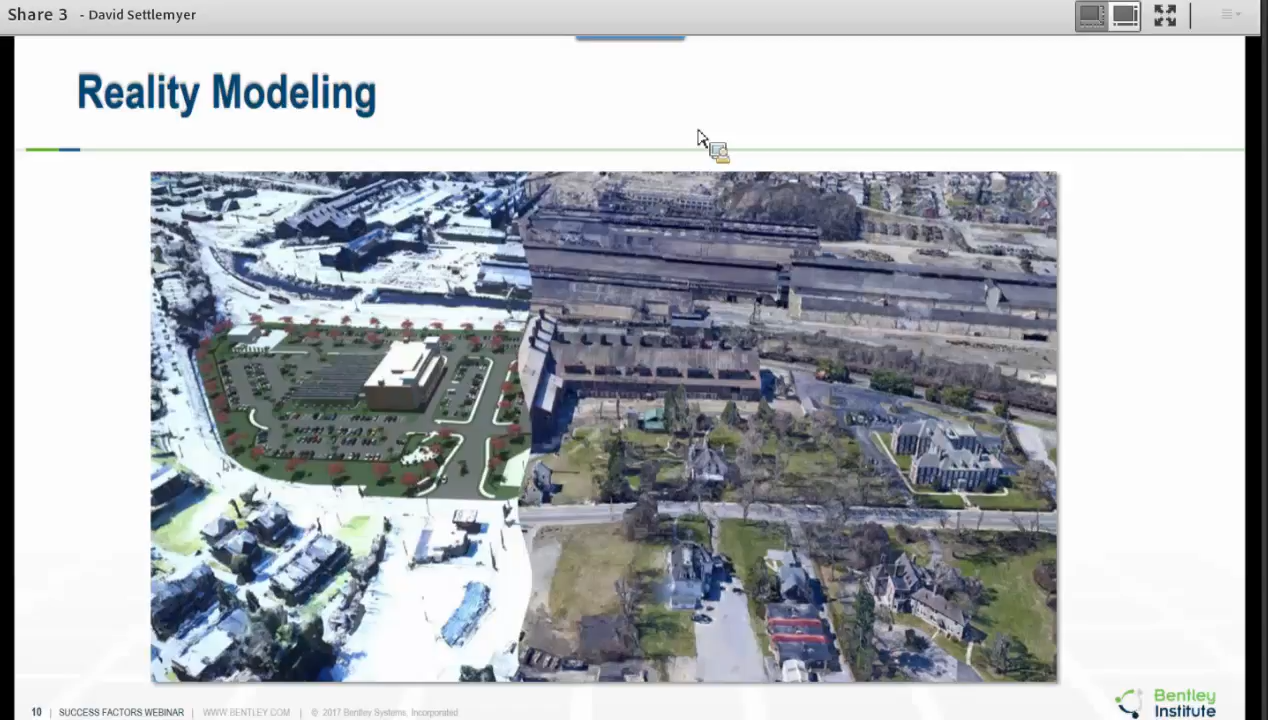 Share 3 - David Settlemyer
Reality Modeling
10 | SUCCESS FACTORS WEBINAR | WWW.BENTLEY.COM | © 2017 Bentley Systems, Incorporated
Bentley
Institute